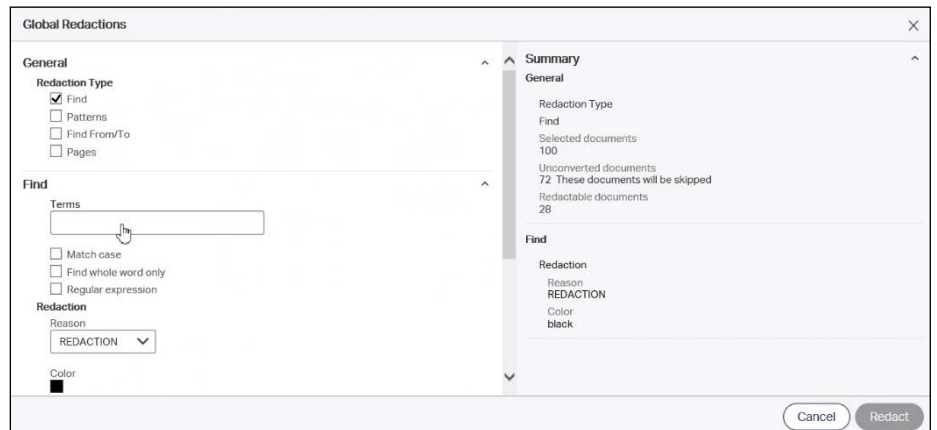 Global Redactions
General
Redaction Type
Find
Patterns
Find From/To
Pages
Find
Terms
Match case
Find whole word only
Regular expression
Redaction
Reason
REDACTION
Color
Summary
General
Redaction Type
Find
Selected documents
100
Unconverted documents
72 These documents will be skipped
Redactable documents
28
Find
Redaction
Reason
REDACTION
Color
black
Cancel
Redact